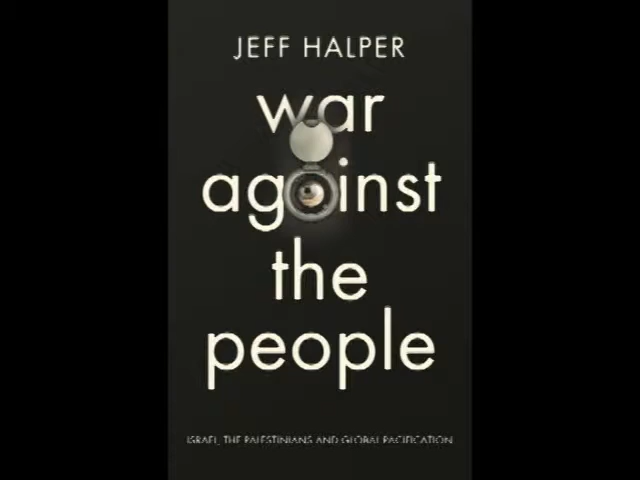 JEFF HALPER
war
against
the
people
ISRAEL, THE PALESTINIANS AND GLOBAL PACIFICATION